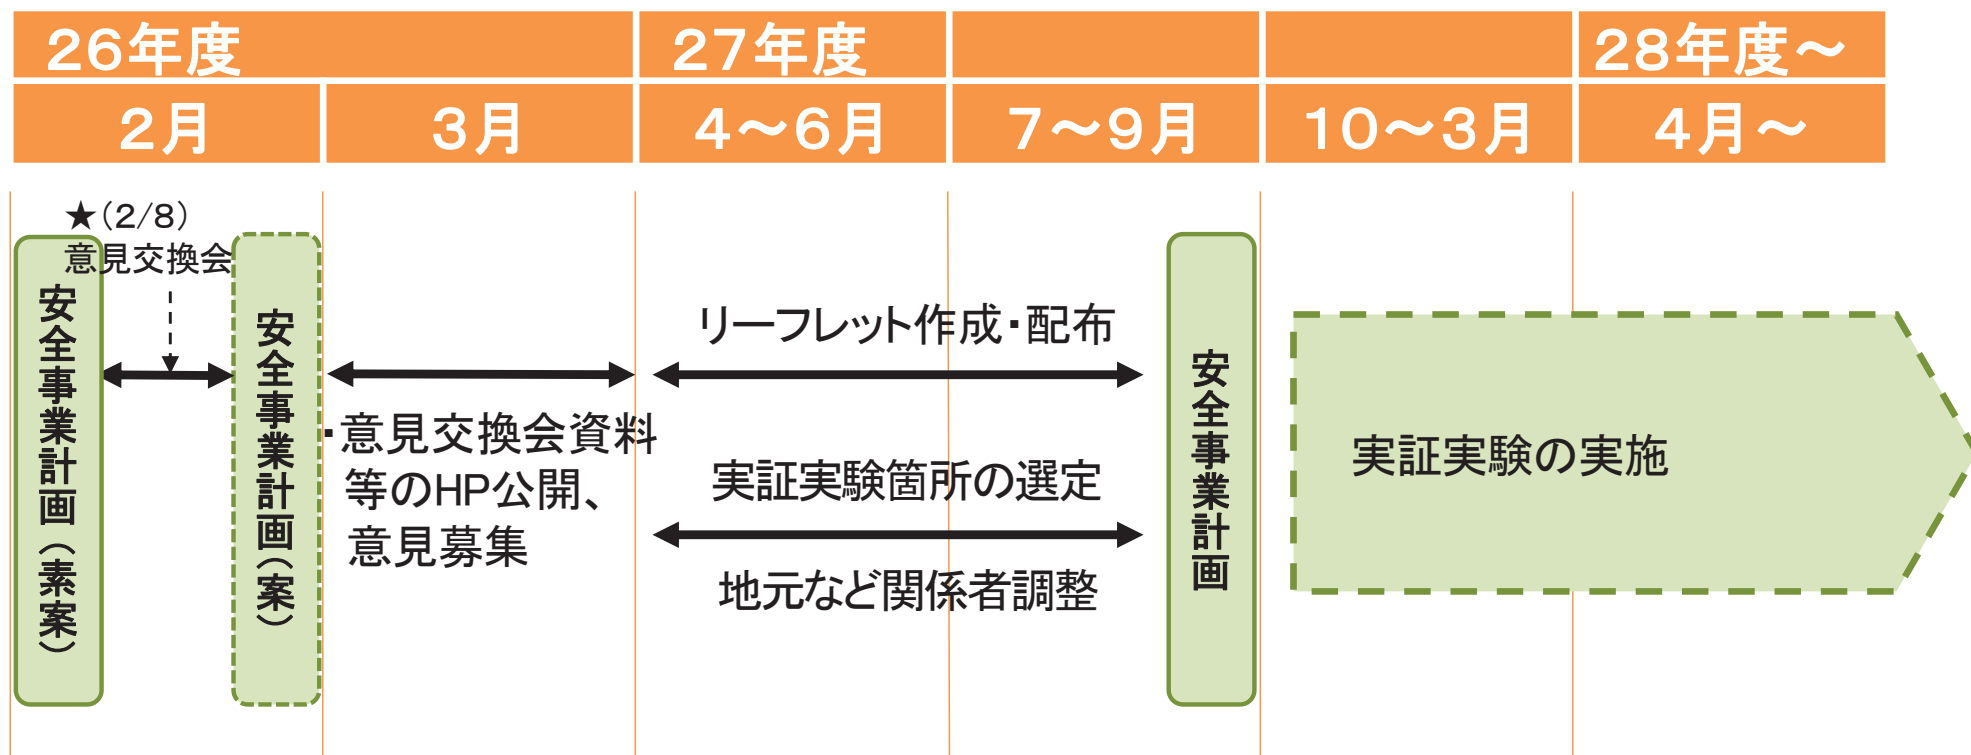 26年度
27年度
28年度～
2月
3月
4～6月
7～9月
10～3月
4月～
★(2/8)
意見交換会
安全事業計画（素案）
安全事業計画（案）
・意見交換会資料
等のHP公開、
意見募集
リーフレット作成・配布
実証実験箇所の選定
地元など関係者調整
安全事業計画
実証実験の実施